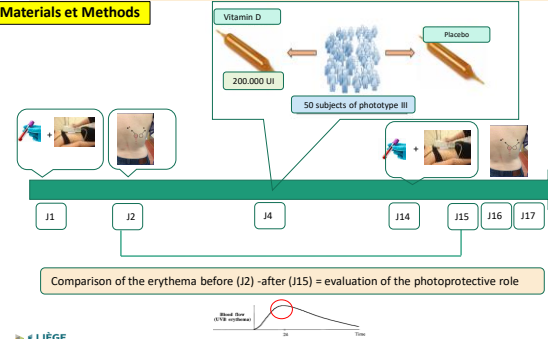 Materials et Methods
Vitamin D
Placebo
200.000 UI
50 subjects of phototype III
+
+
J1
J2
J4
J14
J15
J16
J17
Comparison of the erythema before (J2) -after (J15) = evaluation of the photoprotective role
Blood flow
(UVB erythema)
24
Time
LIÈGE